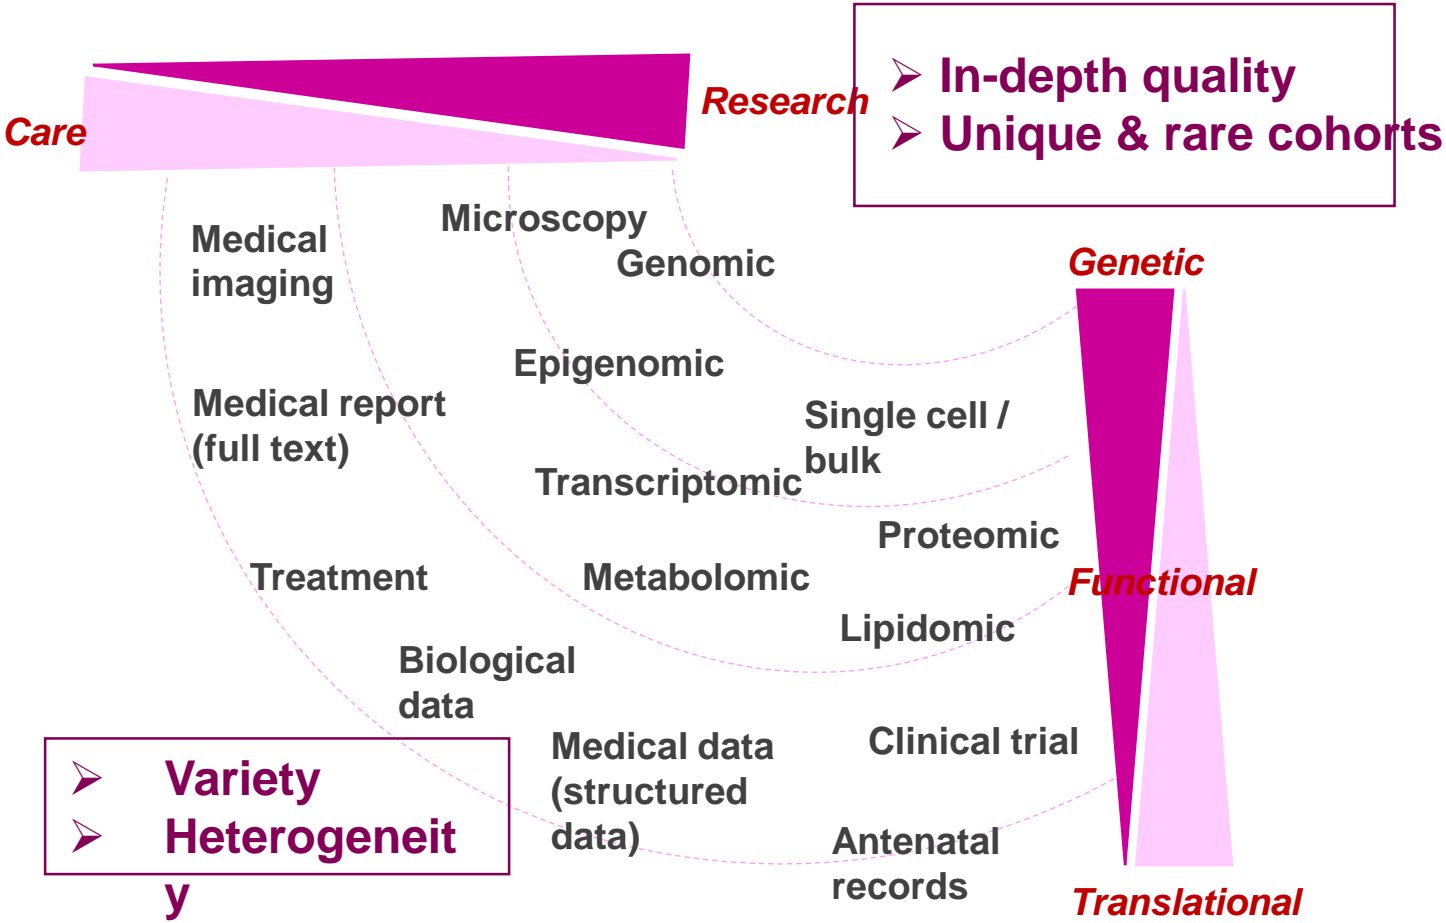 Care
Research
➢ In-depth quality
➢ Unique & rare cohorts
Microscopy
Medical
imaging
Genomic
Genetic
Epigenomic
Medical report
(full text)
Single cell /
bulk
Transcriptomic
Proteomic
Treatment
Metabolomic
Functional
Lipidomic
Biological
data
Medical data
(structured
data)
Clinical trial
➢ Variety
➢ Heterogeneit
y
Antenatal
records
Translational